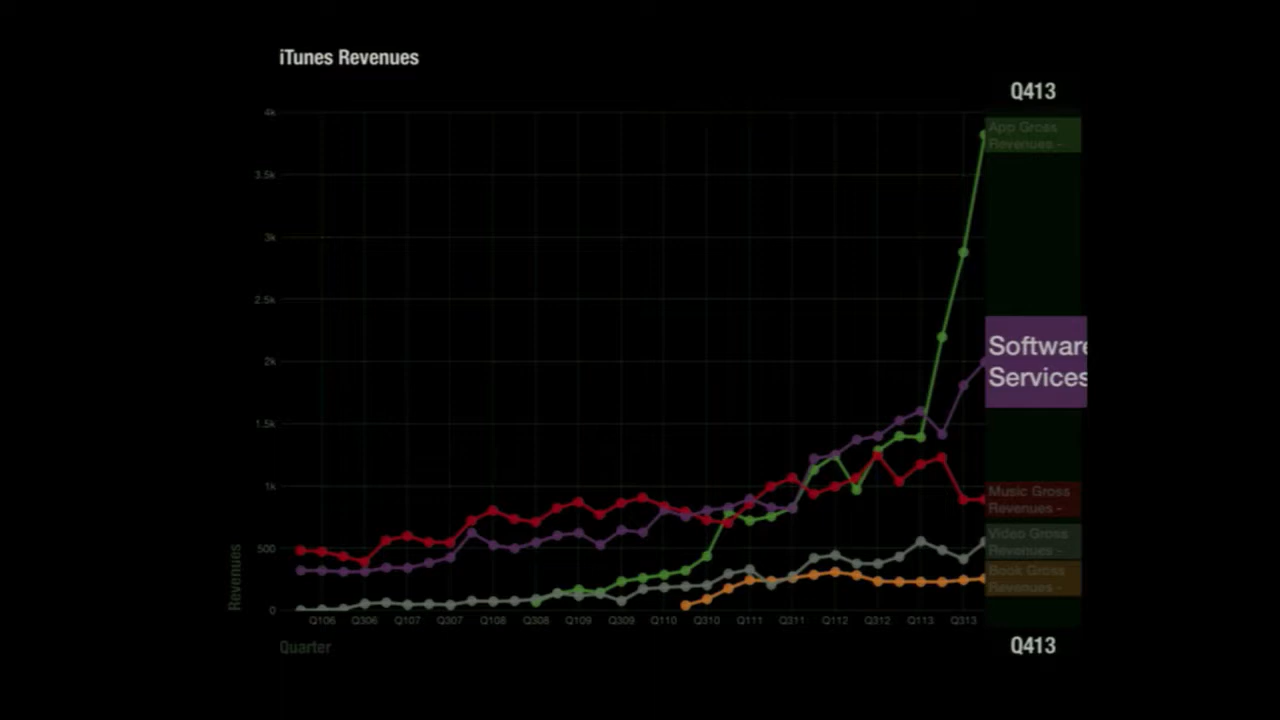 iTunes Revenues
Q413
4k
App Gross
Revenues -
3.5k
3k
2.5k
Software
Services
2k
1.5k
1k
Music Gross
Revenues -
Video Gross
Revenues -
500
Book Gross
Revenues -
Revenues
0
Q106 Q306 Q107 Q307 Q108 Q308 Q109 Q309 Q110 Q310 Q111 Q311 Q112 Q312 Q113 Q313
Quarter
Q413